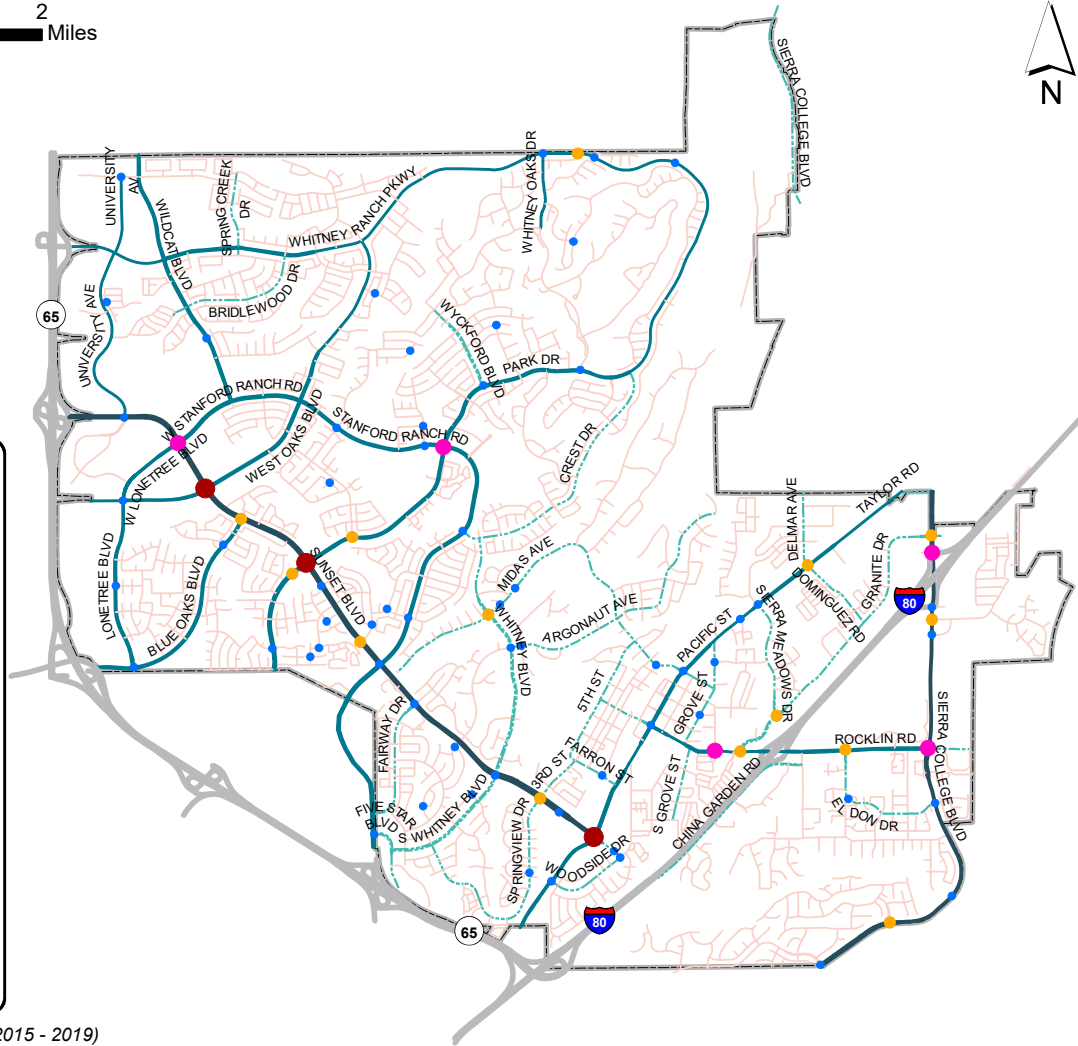 2
Miles
N
SIERRA COLLEGE BLVD
UNIVERSITY
AV
WILDCAT BLVD
SPRING CREEK
DR
WHITNEY RANCH PKWY
WHITNEY OAKS DR
BRIDLEWOOD DR
65
UNIVERSITY AVE
WYCKFORD BLVD
PARK DR
W STANFORD RANCH RD
STANFORD RANCH RD
WEST OAKS BLVD
W LONETREE BLVD
CREST DR
LONETREE BLVD
BLUE OAKS BLVD
SUNSET BLVD
MIDAS AVE
WHITNEY BLVD
ARGONAUT AVE
DELMAR AVE
TAYLOR RD
GRANITE DR
DOMINGUEZ RD
80
SIERRA MEADOWS DR
PACIFIC ST
5TH ST
GROVE ST
FAIRWAY DR
FARRON ST
3RD ST
ROCKLIN RD
SIERRA COLLEGE BLVD
S GROVE ST
CHINA GARDEN RD
EL DON DR
FIVE STAR
BLVD
S WHITNEY BLVD
SPRINGVIEW DR
WOODSIDE DR
65
80
2015 - 2019)